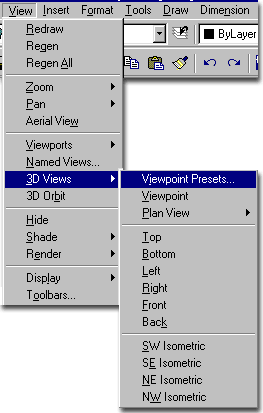 View Insert Format Tools Draw Dimension
ByLayer
Redraw
Regen
Regen All
Zoom
Pan
Aerial View
Viewports
Named Views...
3D Views
3D Orbit
Hide
Shade
Render
Display
Toolbars...
Viewpoint Presets...
Viewpoint
Plan View
Top
Bottom
Left
Right
Front
Back
SW Isometric
SE Isometric
NE Isometric
NW Isometric